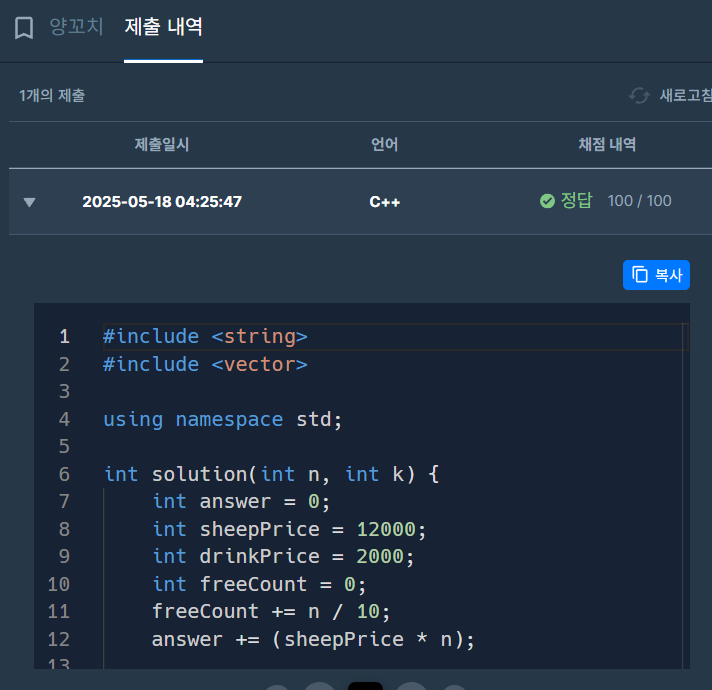 양꼬치 제출 내역
1개의 제출 새로고침
제출일시 언어 채점 내역
2025-05-18 04:25:47 C++ 정답 100 / 100
복사
1 #include <string>
2 #include <vector>
3
4 using namespace std;
5
6 int solution(int n, int k) {
7 int answer = 0;
8 int sheepPrice = 12000;
9 int drinkPrice = 2000;
10 int freeCount = 0;
11 freeCount += n / 10;
12 answer += (sheepPrice * n);
13